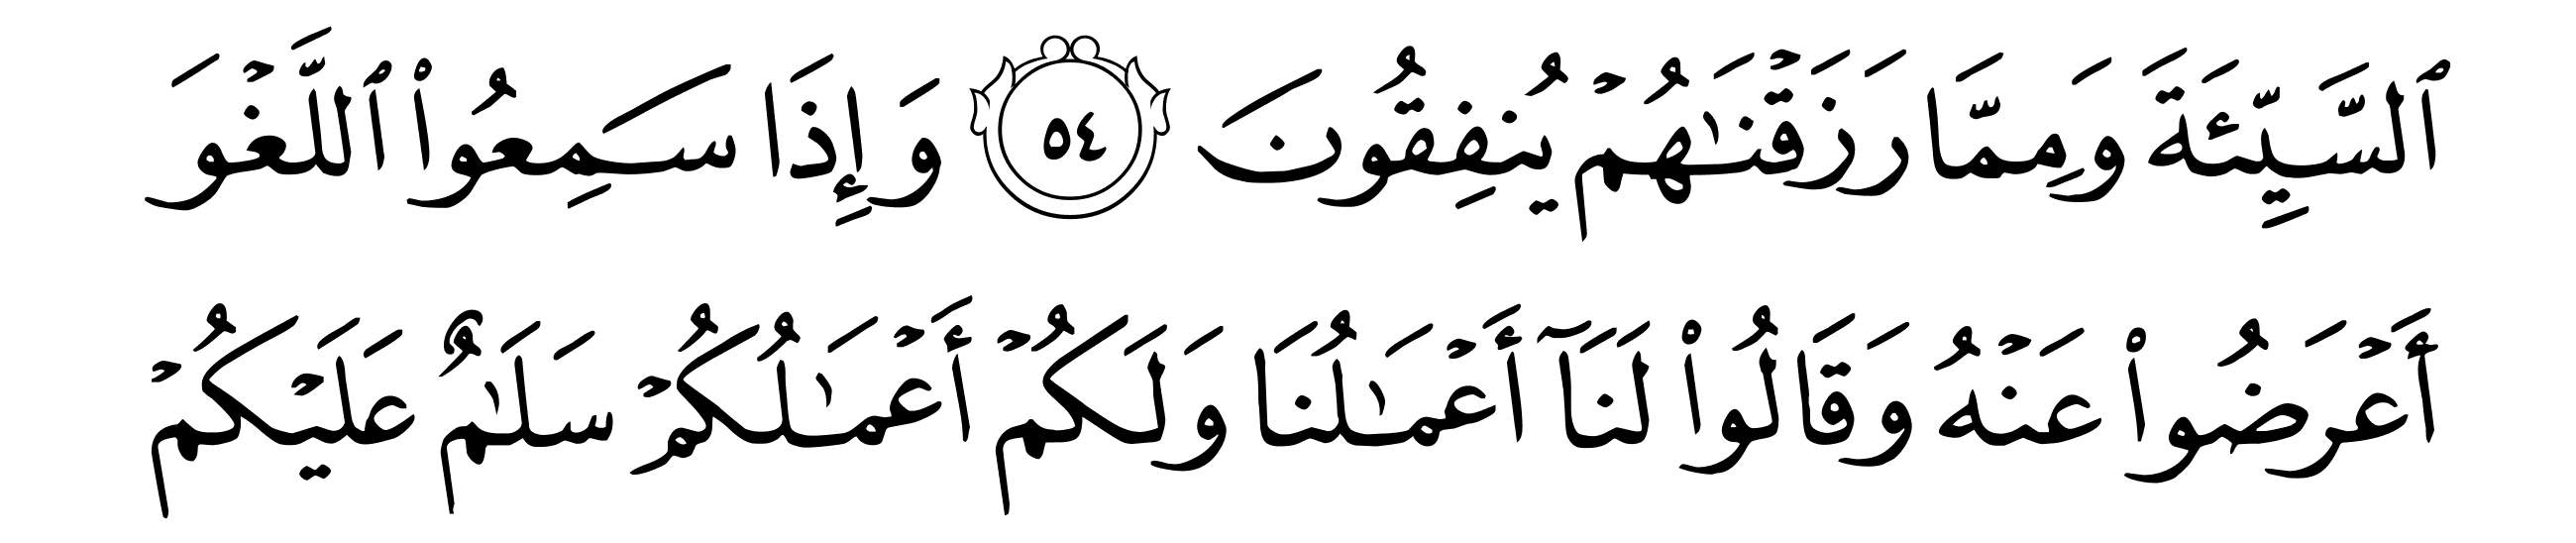 ٱلسَّيِّئَةَ وَمِمَّا رَزَقْنَـٰهُمْ يُنفِقُونَ ٥٤ وَإِذَا سَمِعُوا۟ ٱللَّغْوَ
أَعْرَضُوا۟ عَنْهُ وَقَالُوا۟ لَنَآ أَعْمَـٰلُنَا وَلَكُمْ أَعْمَـٰلُكُمْ سَلَـٰمٌ عَلَيْكُمْ